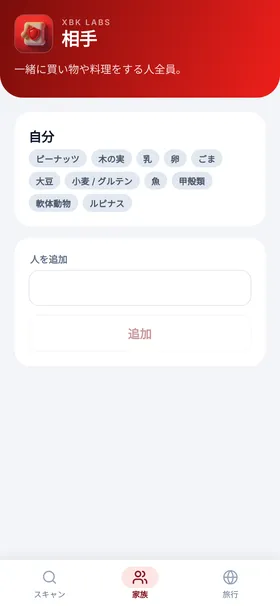 XBK LABS
相手
一緒に買い物や料理をする人全員。
自分
ピーナッツ 木の実 乳 卵 ごま
大豆 小麦 / グルテン 魚 甲殻類
軟体動物 ルピナス
人を追加
追加
スキャン 家族 旅行